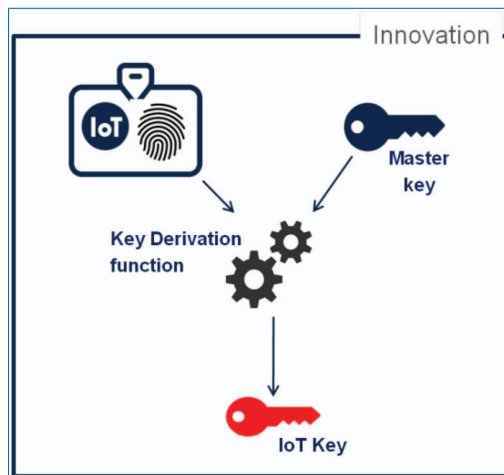 Innovation
IoT
Master
key
Key Derivation
function
IoT Key